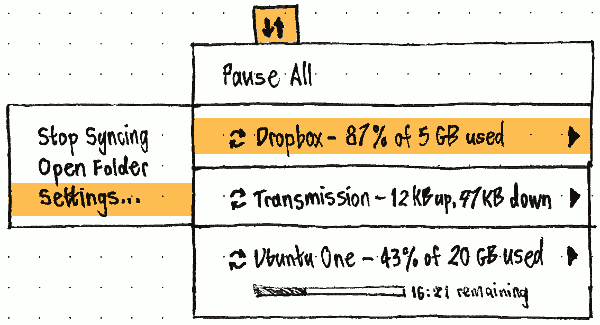 Pause All
Stop Syncing
Open Folder
Settings...
Dropbox - 87% of 5 GB used
Transmission - 12 KB up, 47 KB down
Ubuntu One - 43% of 20 GB used
16:21 remaining